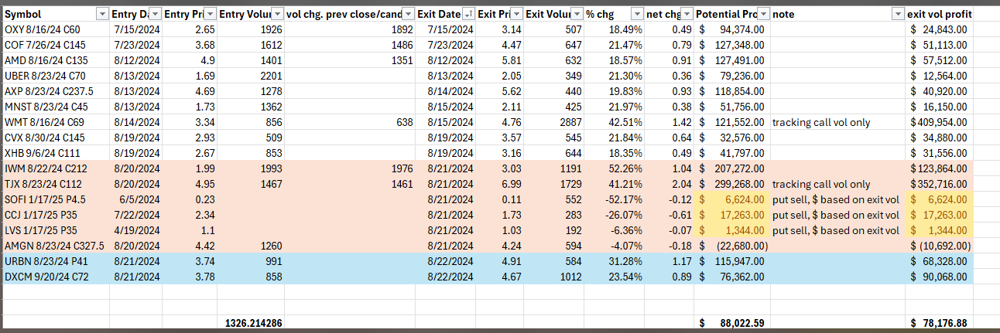 Symbol Entry Da Entry Pri Entry Volum vol chg. prev close/cand Exit Date Exit Pri Exit Volum % chg net chg Potential Pro note exit vol profit
OXY 8/16/24 C60 7/15/2024 2.65 1926 1892 7/15/2024 3.14 507 18.49% 0.49 $ 94,374.00 $ 24,843.00
COF 7/26/24 C145 7/23/2024 3.68 1612 1486 7/23/2024 4.47 647 21.47% 0.79 $ 127,348.00 $ 51,113.00
AMD 8/16/24 C135 8/12/2024 4.9 1401 1351 8/12/2024 5.81 632 18.57% 0.91 $ 127,491.00 $ 57,512.00
UBER 8/23/24 C70 8/13/2024 1.69 2201 8/13/2024 2.05 349 21.30% 0.36 $ 79,236.00 $ 12,564.00
AXP 8/23/24 C237.5 8/13/2024 4.69 1278 8/14/2024 5.62 440 19.83% 0.93 $ 118,854.00 $ 40,920.00
MNST 8/23/24 C45 8/13/2024 1.73 1362 8/15/2024 2.11 425 21.97% 0.38 $ 51,756.00 $ 16,150.00
WMT 8/16/24 C69 8/14/2024 3.34 856 638 8/15/2024 4.76 2887 42.51% 1.42 $ 121,552.00 tracking call vol only $409,954.00
CVX 8/30/24 C145 8/19/2024 2.93 509 8/19/2024 3.57 545 21.84% 0.64 $ 32,576.00 $ 34,880.00
XHB 9/6/24 C111 8/19/2024 2.67 853 8/19/2024 3.16 644 18.35% 0.49 $ 41,797.00 $ 31,556.00
IWM 8/22/24 C212 8/20/2024 1.99 1993 1976 8/21/2024 3.03 1191 52.26% 1.04 $ 207,272.00 $123,864.00
TJX 8/23/24 C112 8/20/2024 4.95 1467 1461 8/21/2024 6.99 1729 41.21% 2.04 $ 299,268.00 tracking call vol only $352,716.00
SOFI 1/17/25 P4.5 6/5/2024 0.23 8/21/2024 0.11 552 -52.17% -0.12 $ 6,624.00 put sell, $ based on exit vol $ 6,624.00
CCJ 1/17/25 P35 7/22/2024 2.34 8/21/2024 1.73 283 -26.07% -0.61 $ 17,263.00 put sell, $ based on exit vol $ 17,263.00
LVS 1/17/25 P35 4/19/2024 1.1 8/21/2024 1.03 192 -6.36% -0.07 $ 1,344.00 put sell, $ based on exit vol $ 1,344.00
AMGN 8/23/24 C327.5 8/20/2024 4.42 1260 8/21/2024 4.24 594 -4.07% -0.18 $ (22,680.00) $ (10,692.00)
URBN 8/23/24 P41 8/21/2024 3.74 991 8/22/2024 4.91 584 31.28% 1.17 $ 115,947.00 $ 68,328.00
DXCM 9/20/24 C72 8/21/2024 3.78 858 8/22/2024 4.67 1012 23.54% 0.89 $ 76,362.00 $ 90,068.00
1326.214286 $ 88,022.59 $ 78,176.88